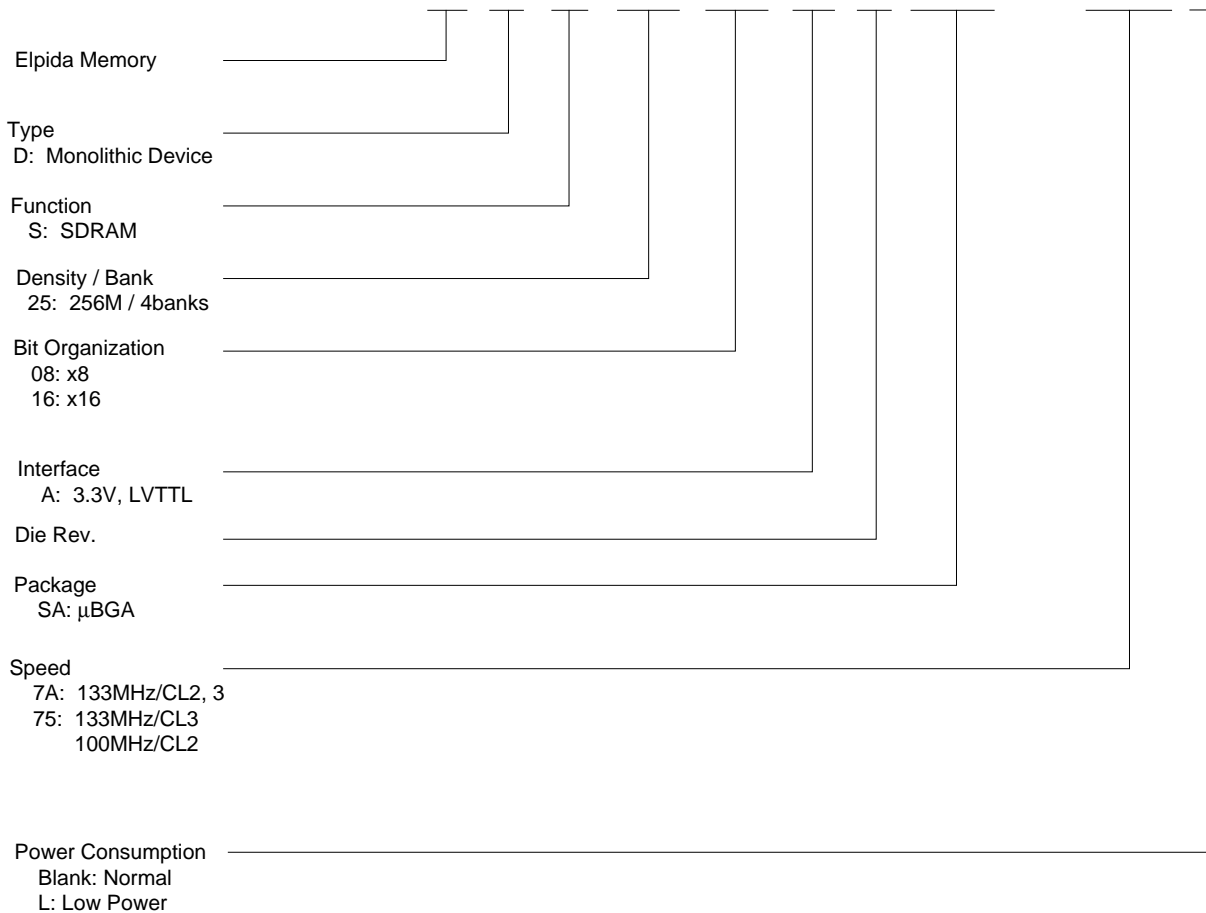 Elpida Memory
Type
D: Monolithic Device
Function
S: SDRAM
Density / Bank
25: 256M / 4banks
Bit Organization
08: x8
16: x16
Interface
A: 3.3V, LVTTL
Die Rev.
Package
SA: μBGA
Speed
7A: 133MHz/CL2, 3
75: 133MHz/CL3
100MHz/CL2
Power Consumption
Blank: Normal
L: Low Power